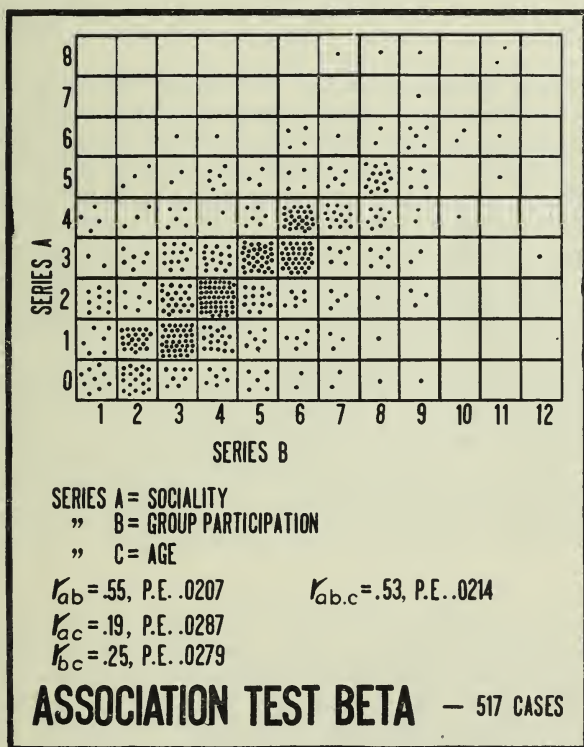 8
7
6
5
4
3
2
1
0
SERIES A
1 2 3 4 5 6 7 8 9 10 11 12
SERIES B
SERIES A = SOCIALITY
" B = GROUP PARTICIPATION
" C = AGE
rab = .55, P.E. .0207 rab.c = .53, P.E. .0214
rac = .19, P.E. .0287
rbc = .25, P.E. .0279
ASSOCIATION TEST BETA — 517 CASES